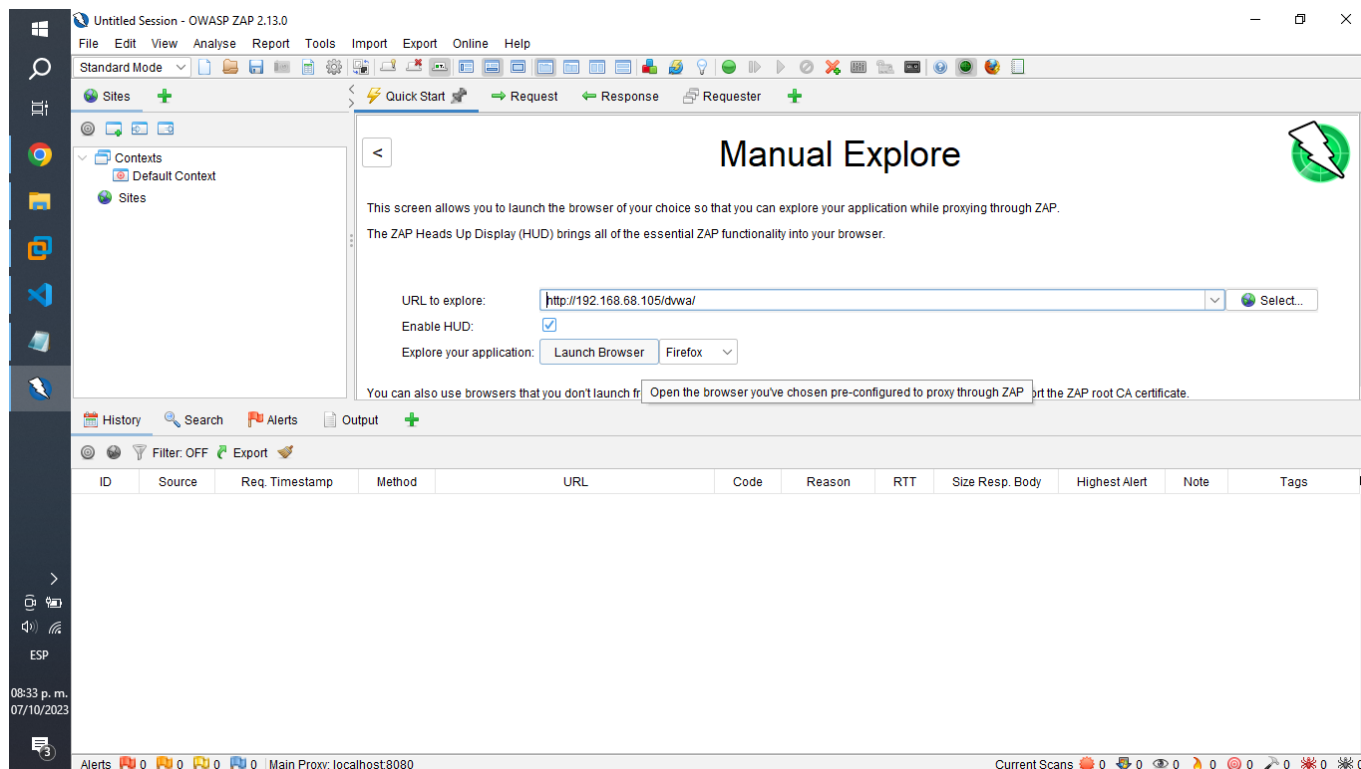 Untitled Session - OWASP ZAP 2.13.0
File Edit View Analyse Report Tools Import Export Online Help
Standard Mode
Sites
Quick Start Request Response Requester
Contexts
Default Context
Sites
<
Manual Explore
This screen allows you to launch the browser of your choice so that you can explore your application while proxying through ZAP.
The ZAP Heads Up Display (HUD) brings all of the essential ZAP functionality into your browser.
URL to explore: http://192.168.68.105/dvwa/ Select...
Enable HUD:
Explore your application: Launch Browser Firefox
You can also use browsers that you don't launch fr
Open the browser you've chosen pre-configured to proxy through ZAP
the ZAP root CA certificate.
History Search Alerts Output
Filter: OFF Export
ID Source Req. Timestamp Method URL Code Reason RTT Size Resp. Body Highest Alert Note Tags
ESP
08:33 p. m.
07/10/2023
3
Alerts 0 0 0 0 Main Proxy: localhost:8080
Current Scans 0 0 0 0 0 0 0 0